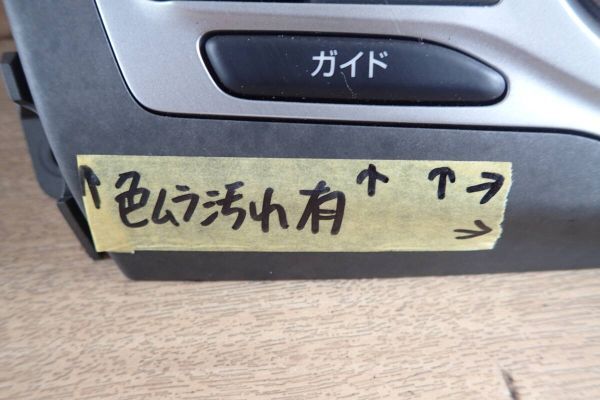 ガイド
↑色ムラ汚れ有↑ ↑→
→